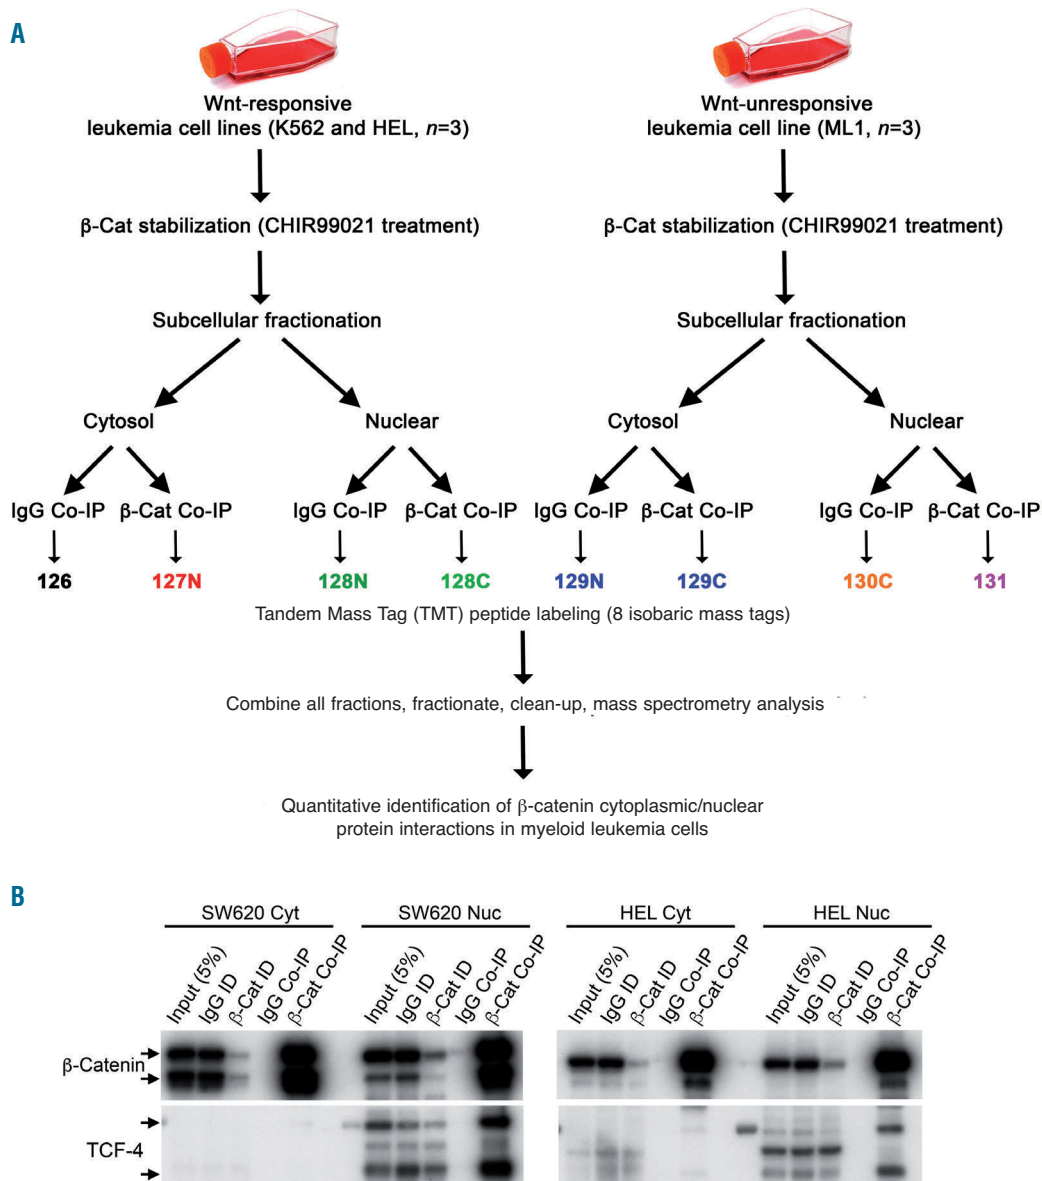 A
Wnt-responsive
leukemia cell lines (K562 and HEL, n=3)
Wnt-unresponsive
leukemia cell line (ML1, n=3)
β-Cat stabilization (CHIR99021 treatment)
β-Cat stabilization (CHIR99021 treatment)
Subcellular fractionation
Subcellular fractionation
Cytosol
Nuclear
Cytosol
Nuclear
IgG Co-IP
β-Cat Co-IP
IgG Co-IP
β-Cat Co-IP
IgG Co-IP
β-Cat Co-IP
IgG Co-IP
β-Cat Co-IP
126
127N
128N
128C
129N
129C
130C
131
Tandem Mass Tag (TMT) peptide labeling (8 isobaric mass tags)
Combine all fractions, fractionate, clean-up, mass spectrometry analysis
Quantitative identification of β-catenin cytoplasmic/nuclear
protein interactions in myeloid leukemia cells
B
SW620 Cyt
SW620 Nuc
HEL Cyt
HEL Nuc
Input (5%)
IgG ID
β-Cat ID
IgG Co-IP
β-Cat Co-IP
Input (5%)
IgG ID
β-Cat ID
IgG Co-IP
β-Cat Co-IP
Input (5%)
IgG ID
β-Cat ID
IgG Co-IP
β-Cat Co-IP
Input (5%)
IgG ID
β-Cat ID
IgG Co-IP
β-Cat Co-IP
β-Catenin
TCF-4